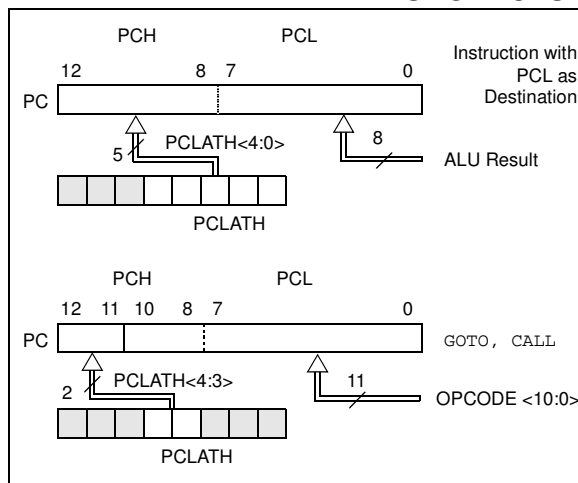 PCH PCL
12 8 7 0
Instruction with
PCL as
Destination
PC
5 PCLATH<4:0> 8
ALU Result
PCLATH
PCH PCL
12 11 10 8 7 0
PC GOTO, CALL
2 PCLATH<4:3> 11
OPCODE <10:0>
PCLATH